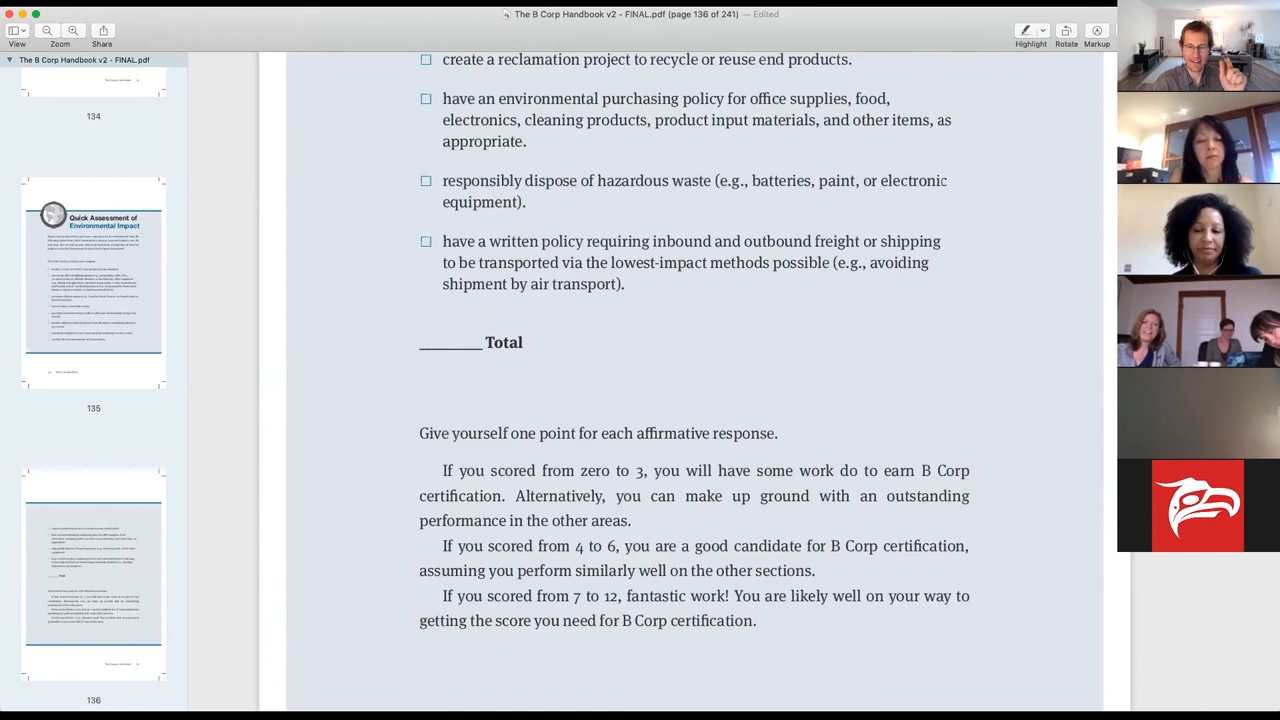 The B Corp Handbook v2 - FINAL.pdf (page 136 of 241) — Edited
View
Zoom
Share
Highlight
Rotate
Markup
The B Corp Handbook v2 - FINAL.pdf
134
Quick Assessment of
Environmental Impact
135
Total
136
create a reclamation project to recycle or reuse end products.
have an environmental purchasing policy for office supplies, food,
electronics, cleaning products, product input materials, and other items, as
appropriate.
responsibly dispose of hazardous waste (e.g., batteries, paint, or electronic
equipment).
have a written policy requiring inbound and outbound freight or shipping
to be transported via the lowest-impact methods possible (e.g., avoiding
shipment by air transport).
________ Total
Give yourself one point for each affirmative response.
If you scored from zero to 3, you will have some work do to earn B Corp
certification. Alternatively, you can make up ground with an outstanding
performance in the other areas.
If you scored from 4 to 6, you are a good candidate for B Corp certification,
assuming you perform similarly well on the other sections.
If you scored from 7 to 12, fantastic work! You are likely well on your way to
getting the score you need for B Corp certification.